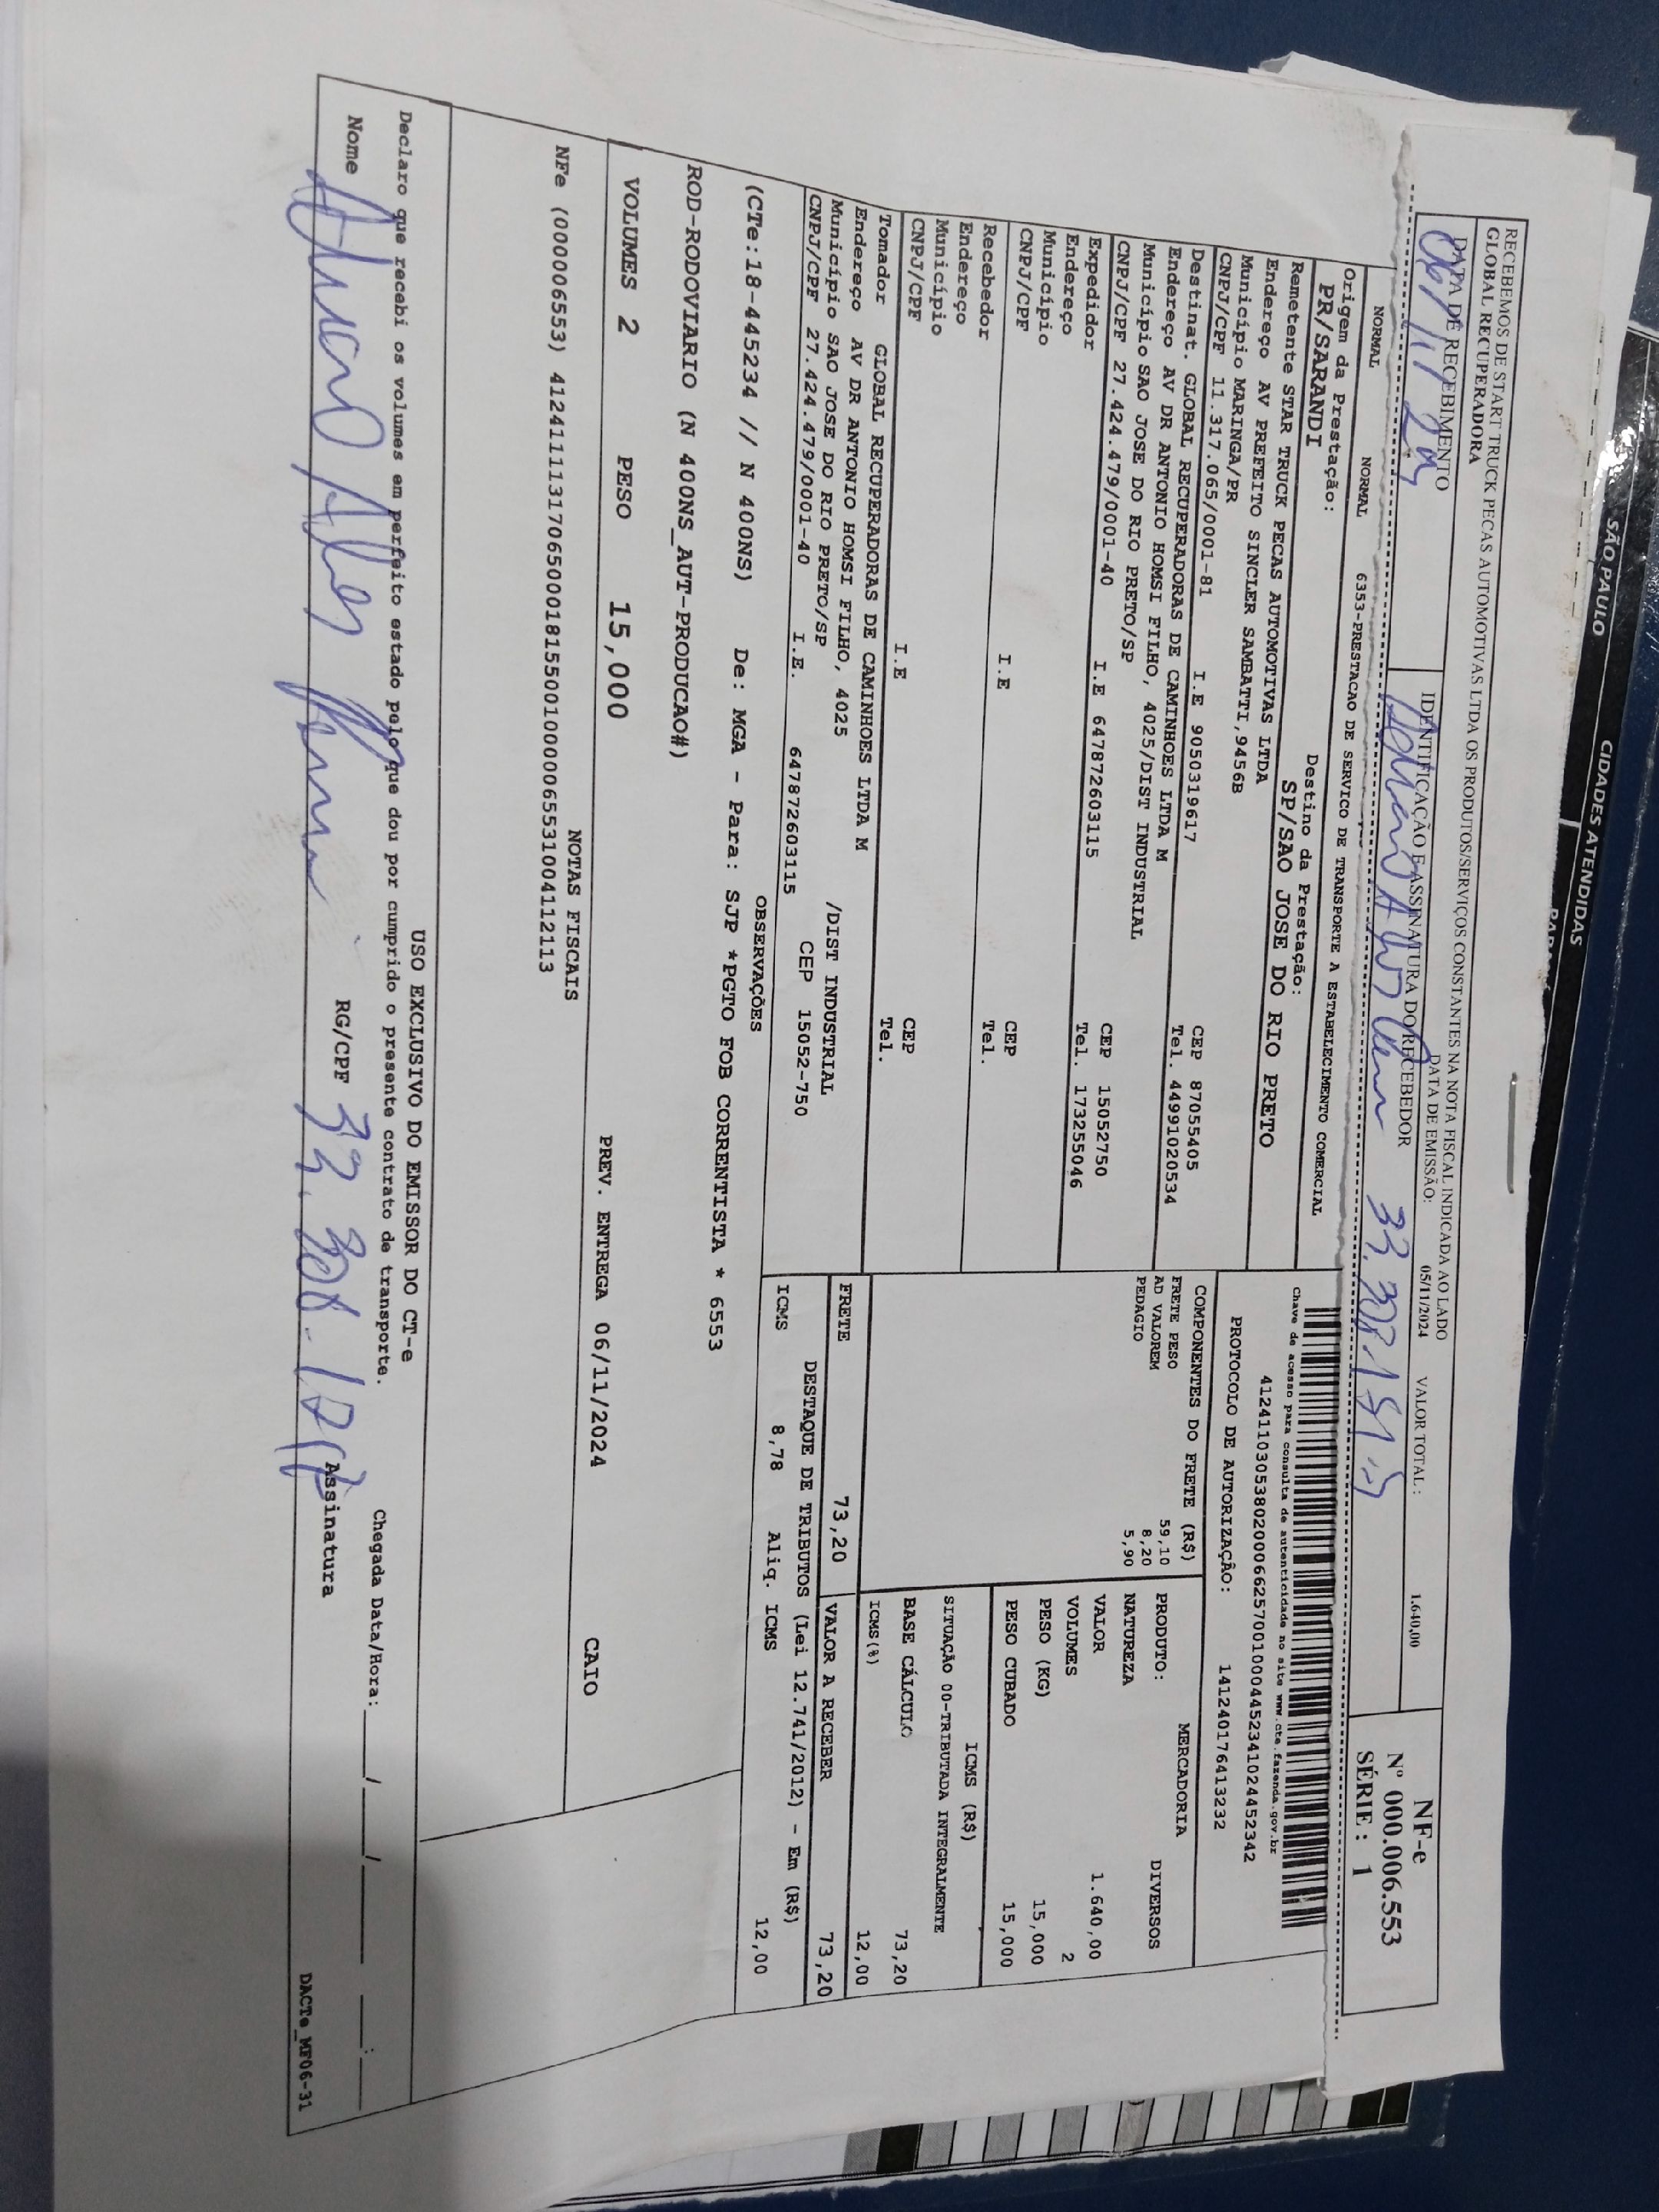 SÃO PAULO
CIDADES ATENDIDAS
RECEBEMOS DE START TRUCK PECAS AUTOMOTIVAS LTDA OS PRODUTOS/SERVIÇOS CONSTANTES NA NOTA FISCAL INDICADA AO LADO
GLOBAL RECUPERADORA
DATA DE EMISSÃO: 05/11/2024 VALOR TOTAL : 1.640,00
DATA DE RECEBIMENTO
IDENTIFICAÇÃO E ASSINATURA DO RECEBEDOR
06/11/24
NF-e
Nº 000.006.553
SÉRIE : 1
NORMAL NORMAL 6353-PRESTACAO DE SERVICO DE TRANSPORTE A ESTABELECIMENTO COMERCIAL
Origem da Prestação: Destino da Prestação:
PR/SARANDI SP/SAO JOSE DO RIO PRETO
Remetente STAR TRUCK PECAS AUTOMOTIVAS LTDA
Endereço AV PREFEITO SINCLER SAMBATTI,9456B
Município MARINGA/PR CEP 87055405
CNPJ/CPF 11.317.065/0001-81 I.E 9050319617 Tel. 44991020534
Destinat. GLOBAL RECUPERADORAS DE CAMINHOES LTDA M
Endereço AV DR ANTONIO HOMSI FILHO, 4025/DIST INDUSTRIAL
Município SAO JOSE DO RIO PRETO/SP CEP 15052750
CNPJ/CPF 27.424.479/0001-40 I.E 647872603115 Tel. 173255046
Expedidor
Endereço
Município CEP
CNPJ/CPF I.E Tel.
Recebedor
Endereço
Município CEP
CNPJ/CPF I.E Tel.
Tomador GLOBAL RECUPERADORAS DE CAMINHOES LTDA M
Endereço AV DR ANTONIO HOMSI FILHO, 4025 /DIST INDUSTRIAL
Município SAO JOSE DO RIO PRETO/SP CEP 15052-750
CNPJ/CPF 27.424.479/0001-40 I.E. 647872603115
Chave de acesso para consulta de autenticidade no site www.cte.fazenda.gov.br
41241103053802000662570010004452341024452342
PROTOCOLO DE AUTORIZAÇÃO: 141240176413232
COMPONENTES DO FRETE (R$)
FRETE PESO 59,10
AD VALOREM 8,20
PEDAGIO 5,90
MERCADORIA
PRODUTO: DIVERSOS
NATUREZA
VALOR 1.640,00
VOLUMES 2
PESO (KG) 15,000
PESO CUBADO 15,000
ICMS (R$)
SITUAÇÃO 00-TRIBUTADA INTEGRALMENTE
BASE CÁLCULO 73,20
ICMS(%) 12,00
FRETE 73,20 VALOR A RECEBER 73,20
DESTAQUE DE TRIBUTOS (Lei 12.741/2012) - Em (R$)
ICMS 8,78 Aliq. ICMS 12,00
OBSERVAÇÕES
(CTe:18-445234 // N 400NS) De: MGA - Para: SJP *PGTO FOB CORRENTISTA * 6553
ROD-RODOVIARIO (N 400NS_AUT-PRODUCAO#)
VOLUMES 2 PESO 15,000 PREV. ENTREGA 06/11/2024 CAIO
NOTAS FISCAIS
NFe (000006553) 41241111317065000181550010000065531004112113
USO EXCLUSIVO DO EMISSOR DO CT-e
Declaro que recebi os volumes em perfeito estado pelo que dou por cumprido o presente contrato de transporte.
Chegada Data/Hora: ___/___/_____ ___:___
Nome RG/CPF Assinatura
DACTe_MF06-31